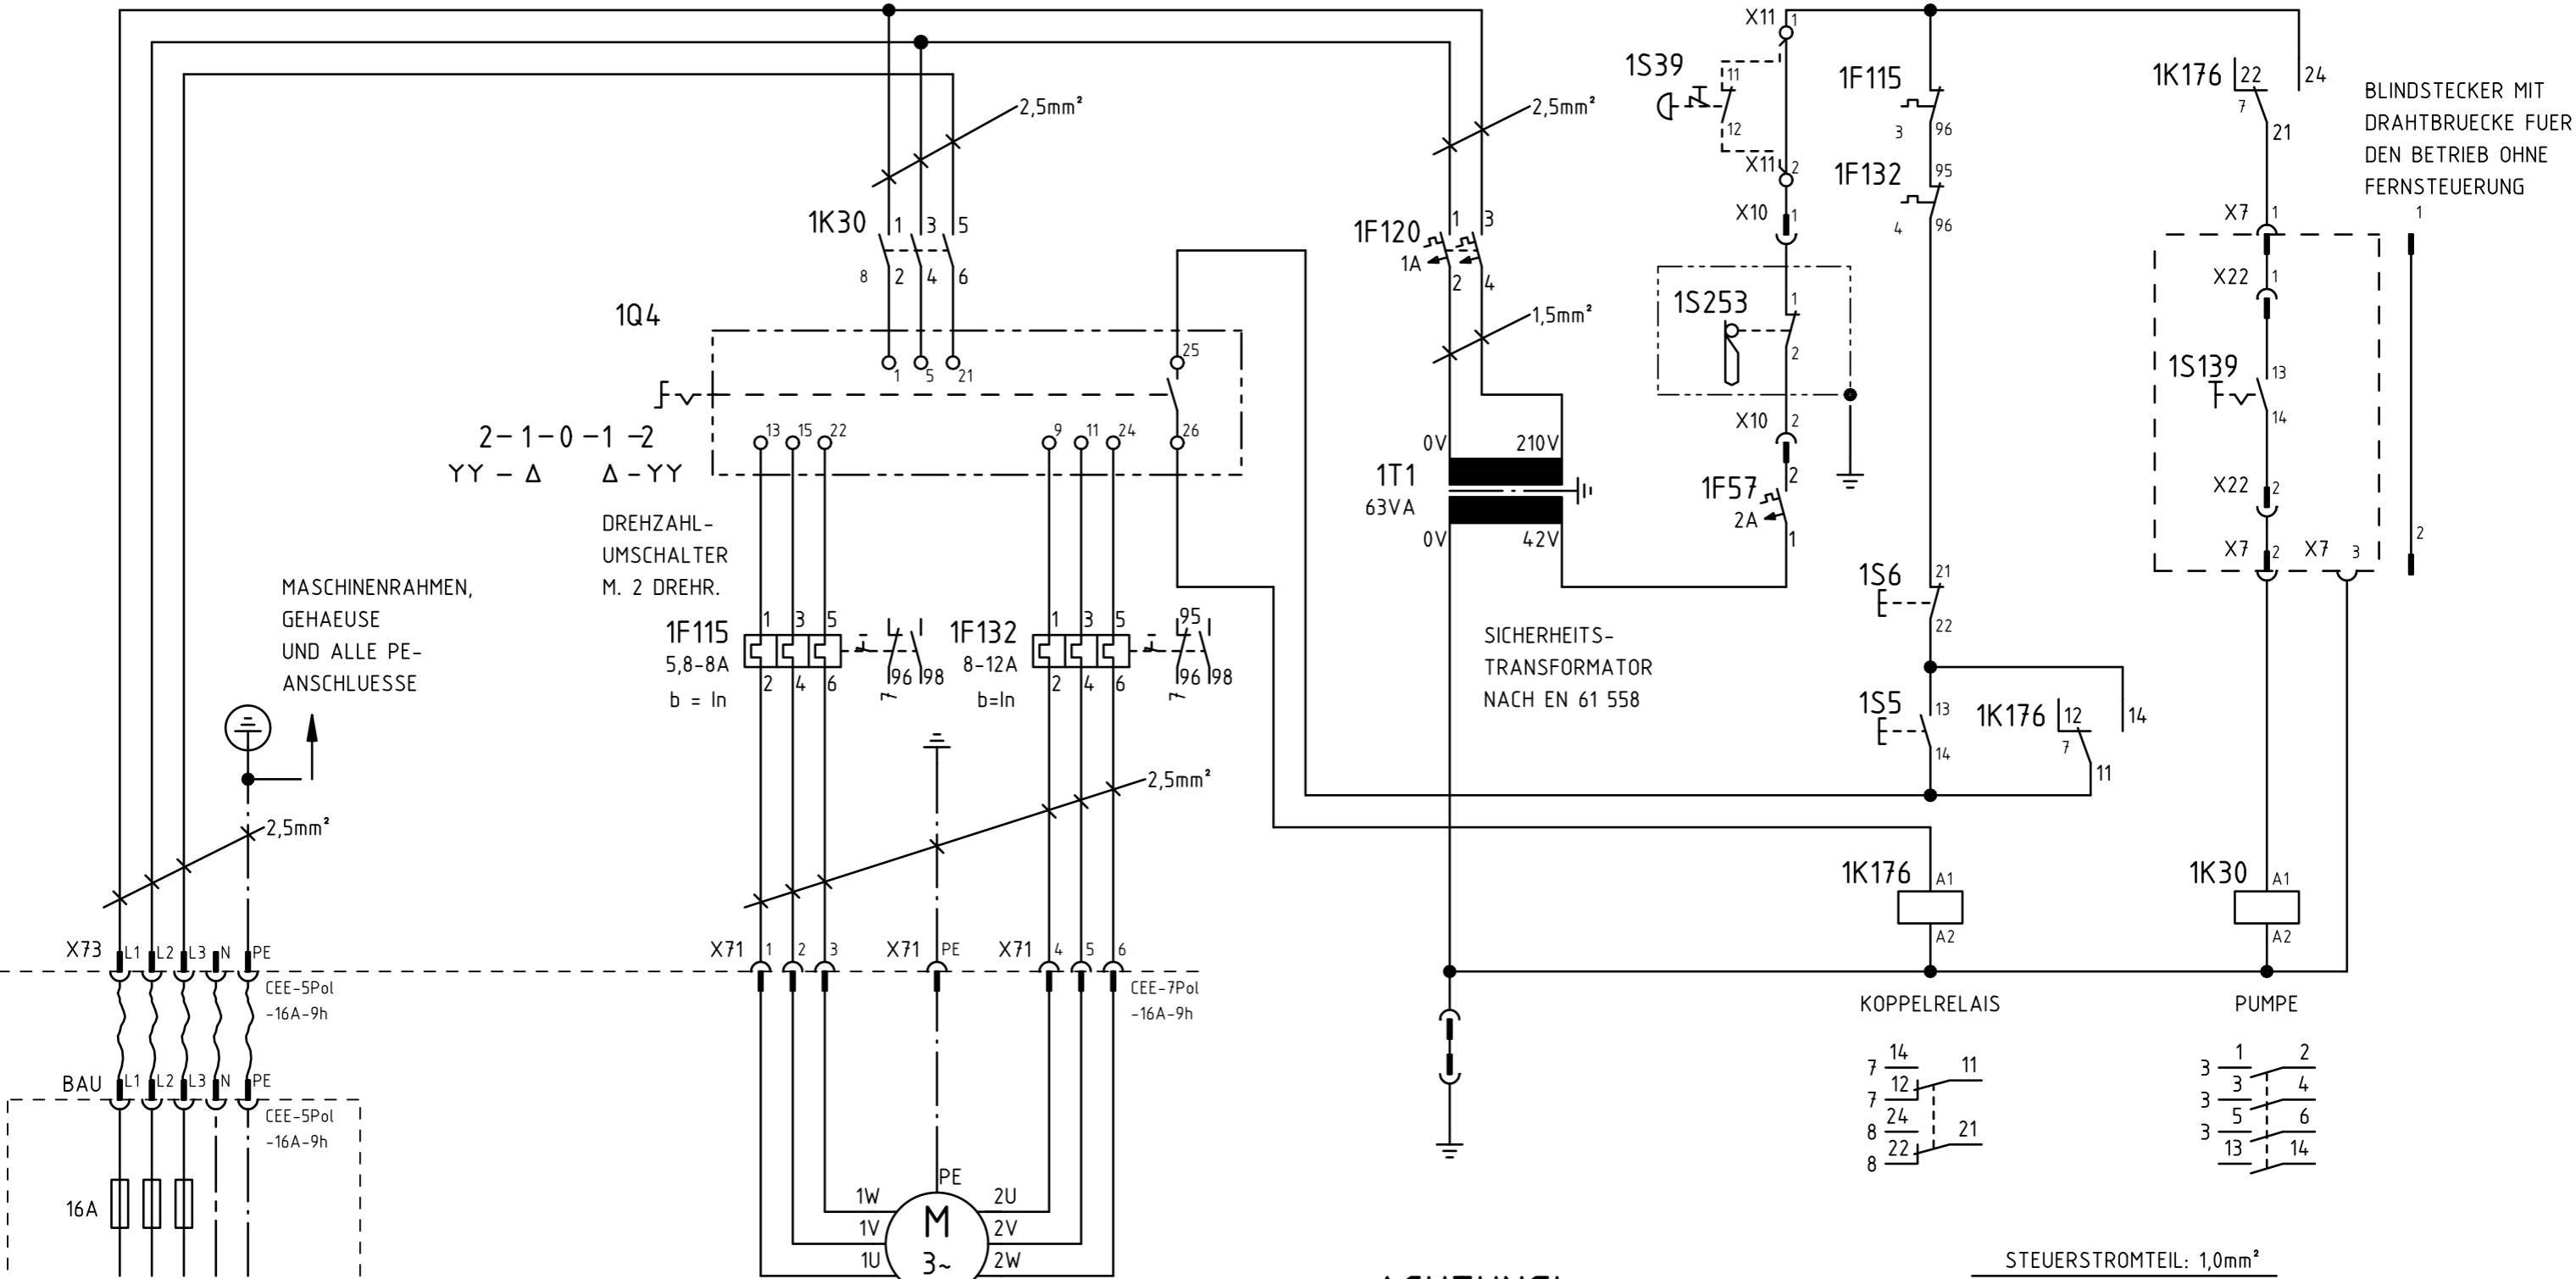 X11 1
1S39
11
12
X11 2
1F115
3 96
1F132 95
4 96
1K176 22 24
7
21
BLINDSTECKER MIT
DRAHTBRUECKE FUER
DEN BETRIEB OHNE
FERNSTEUERUNG
2,5mm²
2,5mm²
1K30 1 3 5
8 2 4 6
1F120 1 3
1A
2 4
1,5mm²
X10 1
1S253 1
2
X10 2
1F57 2
2A
1
X7 1
X22 1
1S139 13
14
X22 2
X7 2 X7 3
1
2
1Q4
1 5 21
25
13 15 22
9 11 24 26
2-1-0-1-2
YY - Δ Δ - YY
DREHZAHL-
UMSCHALTER
M. 2 DREHR.
0V 210V
1T1
63VA
0V 42V
SICHERHEITS-
TRANSFORMATOR
NACH EN 61 558
MASCHINENRAHMEN,
GEHAEUSE
UND ALLE PE-
ANSCHLUESSE
1F115 1 3 5
5,8-8A
2 4 6
b = In
96 98
7
1F132 1 3 5
8-12A
2 4 6
b=In
95
96 98
7
1S6 21
22
1S5 13
14
1K176 12 14
7
11
2,5mm²
2,5mm²
1K176 A1
A2
1K30 A1
A2
KOPPELRELAIS
PUMPE
X73 L1 L2 L3 N PE
CEE-5Pol
-16A-9h
X71 1 2 3 X71 PE X71 4 5 6
CEE-7Pol
-16A-9h
BAU L1 L2 L3 N PE
CEE-5Pol
-16A-9h
16A
PE
1W 2U
1V M 2V
1U 3~ 2W
14
7 11
12
7
24
8 21
22
8
1 2
3
3 4
3
5 6
3
13 14
STEUERSTROMTEIL: 1,0mm²